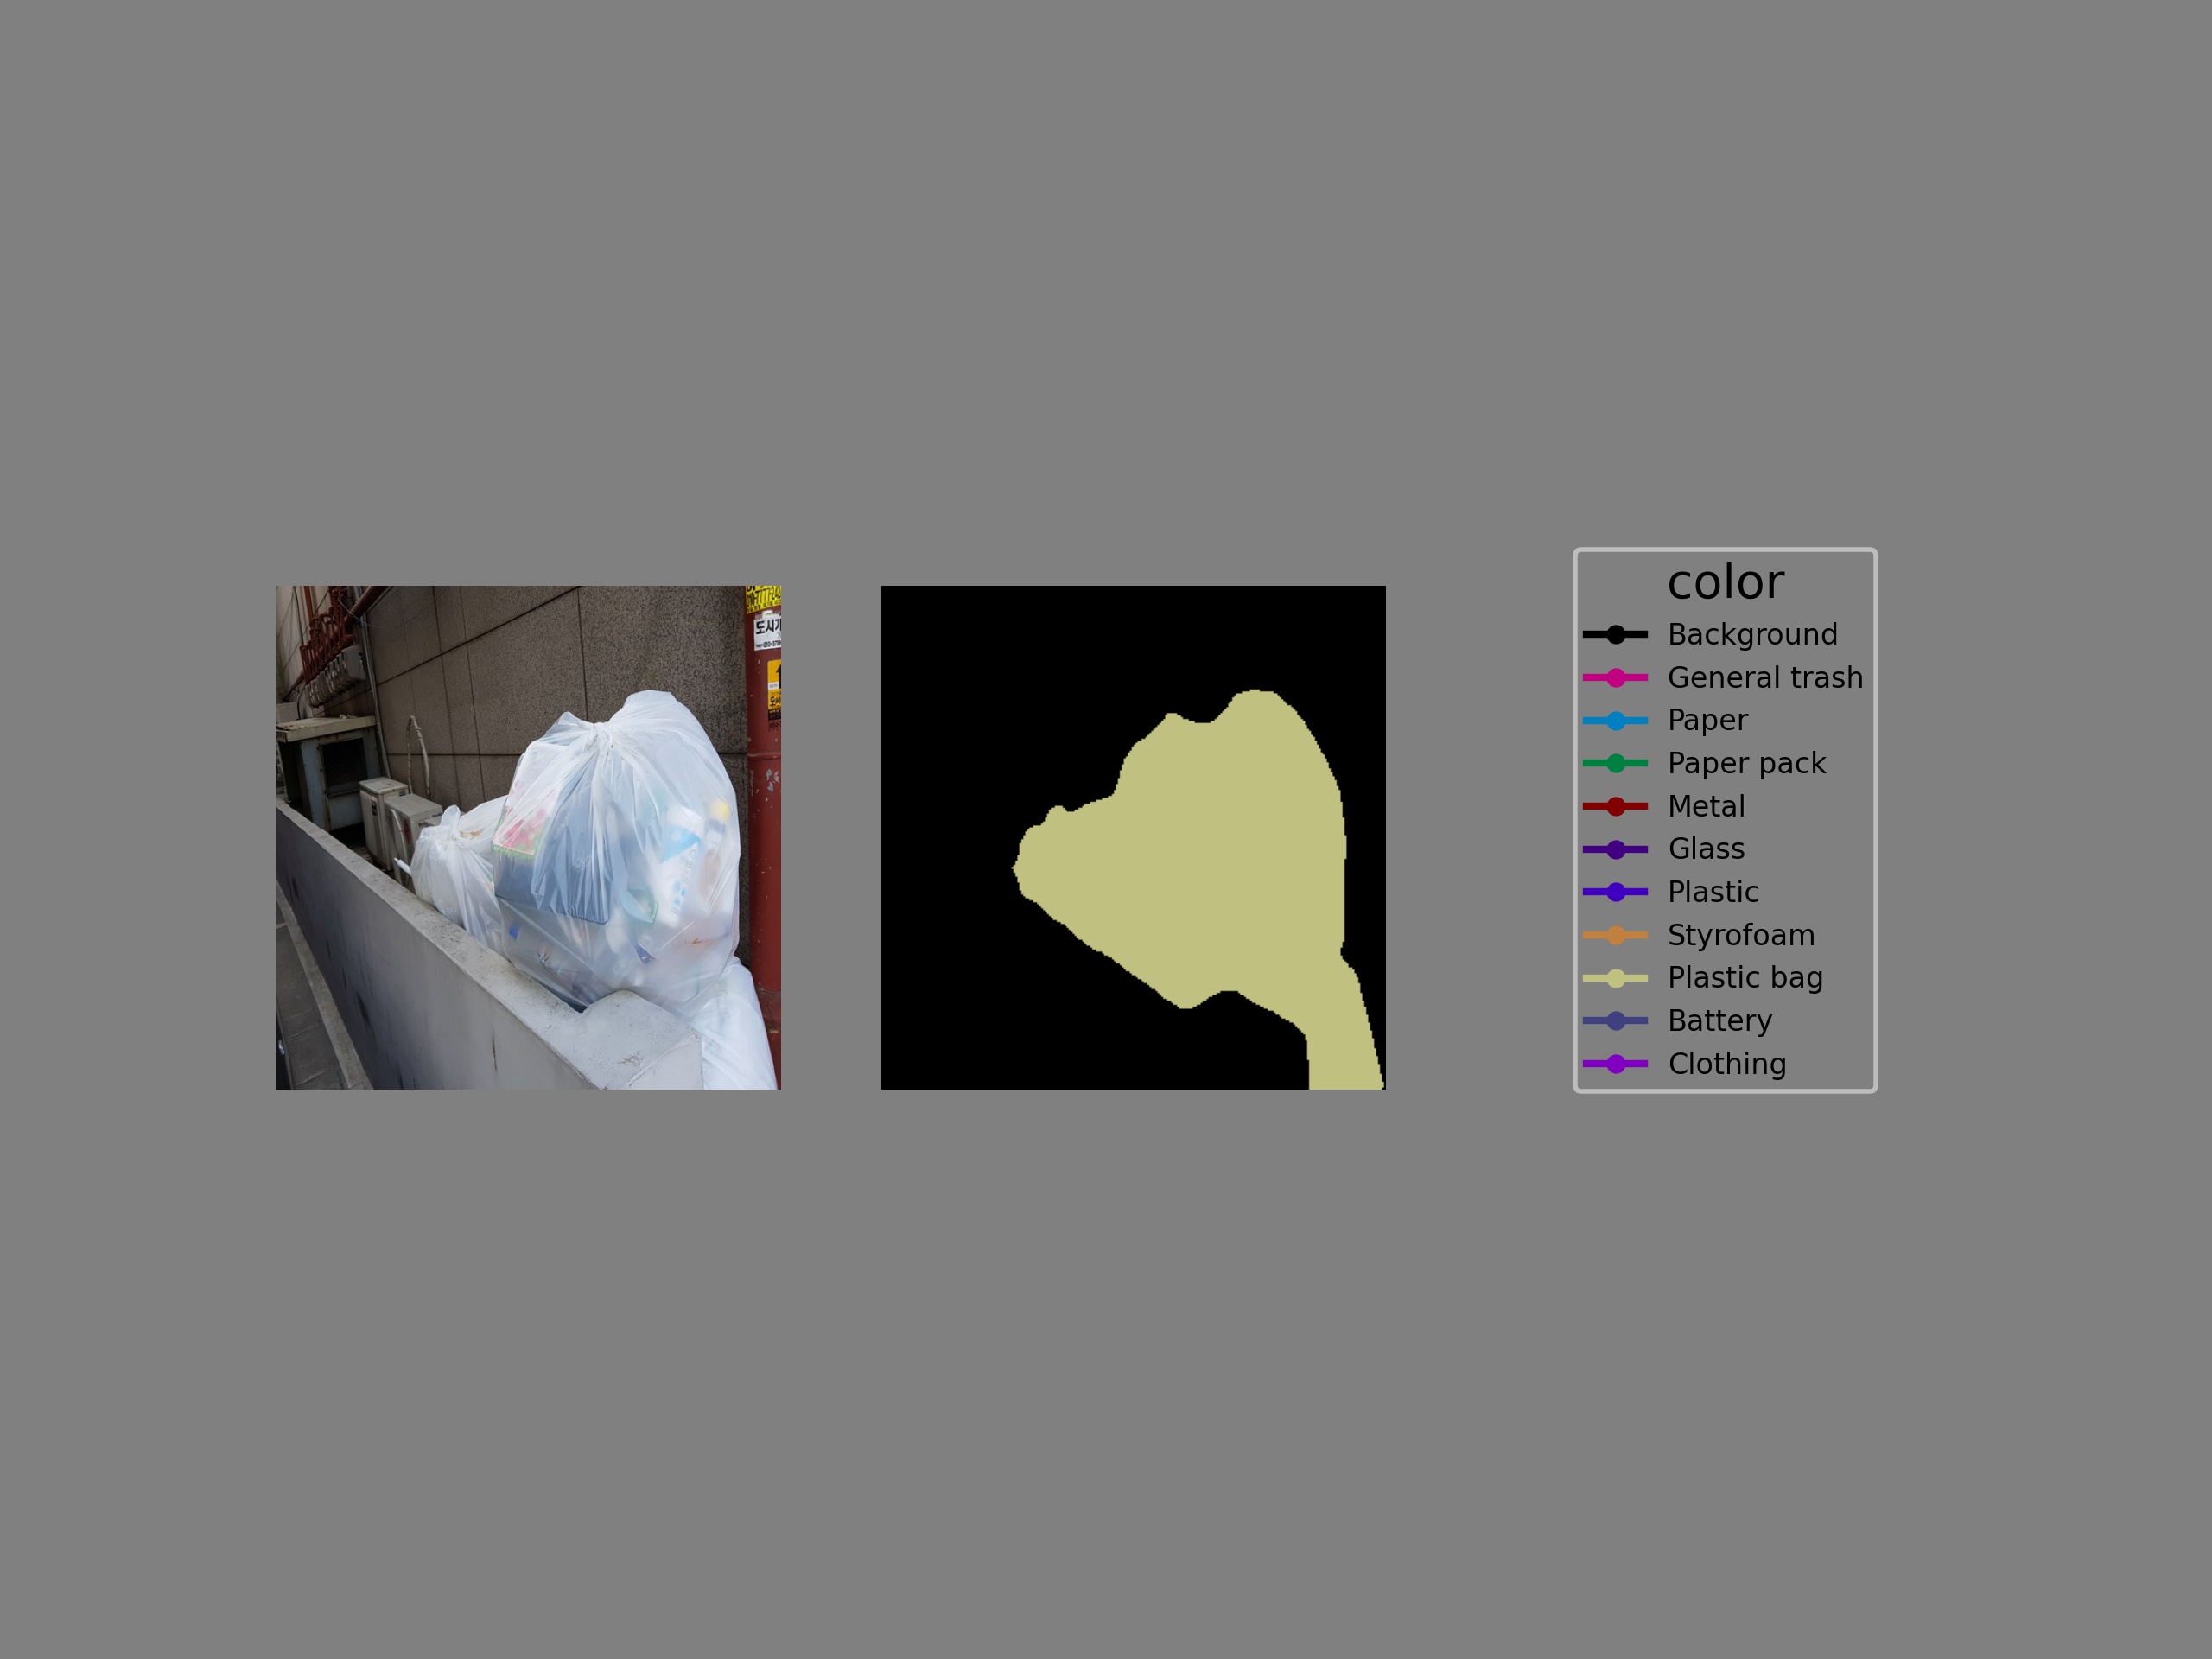 도시가
color
Background
General trash
Paper
Paper pack
Metal
Glass
Plastic
Styrofoam
Plastic bag
Battery
Clothing